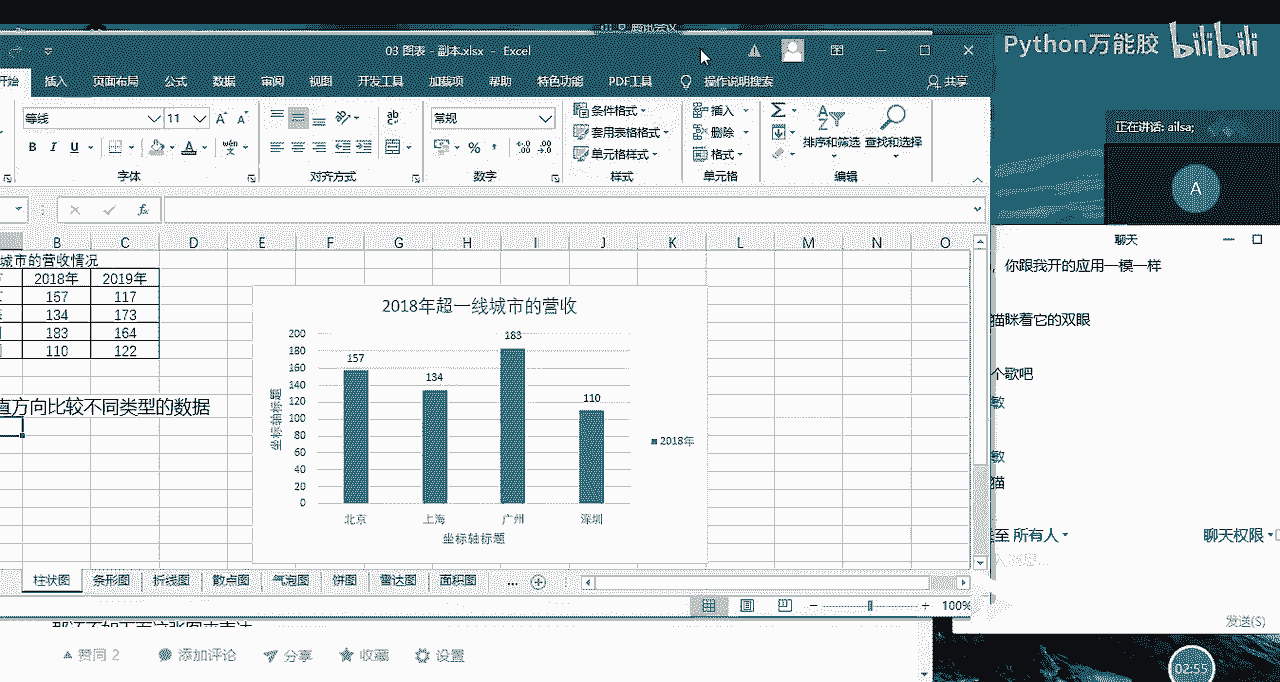 腾讯会议
Python万能胶 bilibili
03 图表 - 副本.xlsx - Excel
开始 插入 页面布局 公式 数据 审阅 视图 开发工具 加载项 帮助 特色功能 PDF工具 操作说明搜索 共享
等线 11 常规 条件格式 插入
套用表格格式 删除 排序和筛选 查找和选择
B I U 单元格样式 格式
字体 对齐方式 数字 样式 单元格 编辑
正在讲话: ailsa;
A
聊天
B C D E F G H I J K L M N O
城市的营收情况
2018年 2019年
157 117
134 173
183 164
110 122
直方向比较不同类型的数据
2018年超一线城市的营收
200
180
160
140
120
100
80
60
40
20
0
157
134
183
110
坐标轴标题
北京 上海 广州 深圳
坐标轴标题
2018年
你跟我开的应用一模一样
猫眯着它的双眼
个歌吧
敏
敏
猫
至 所有人
聊天权限
发送(S)
柱状图 条形图 折线图 散点图 气泡图 饼图 雷达图 面积图 ...
100%
赞同 2 添加评论 分享 收藏 设置
02:55